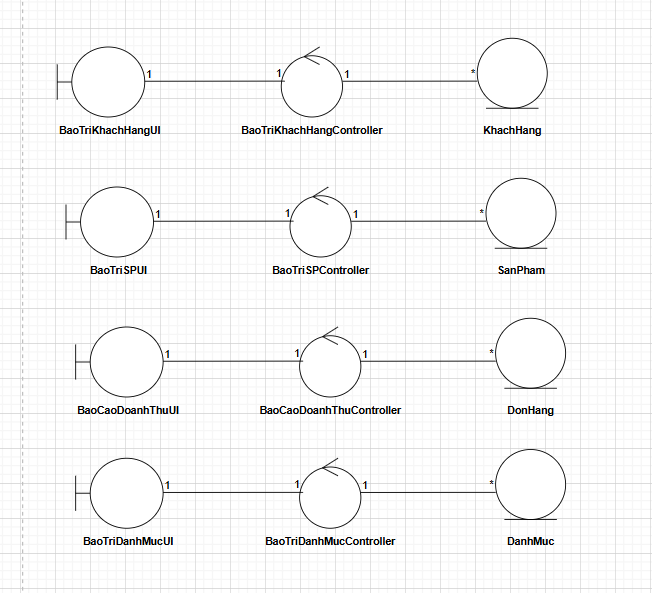 1 1 1 *
BaoTriKhachHangUI BaoTriKhachHangController KhachHang
1 1 1 *
BaoTriSPUI BaoTriSPController SanPham
1 1 1 *
BaoCaoDoanhThuUI BaoCaoDoanhThuController DonHang
1 1 1 *
BaoTriDanhMucUI BaoTriDanhMucController DanhMuc